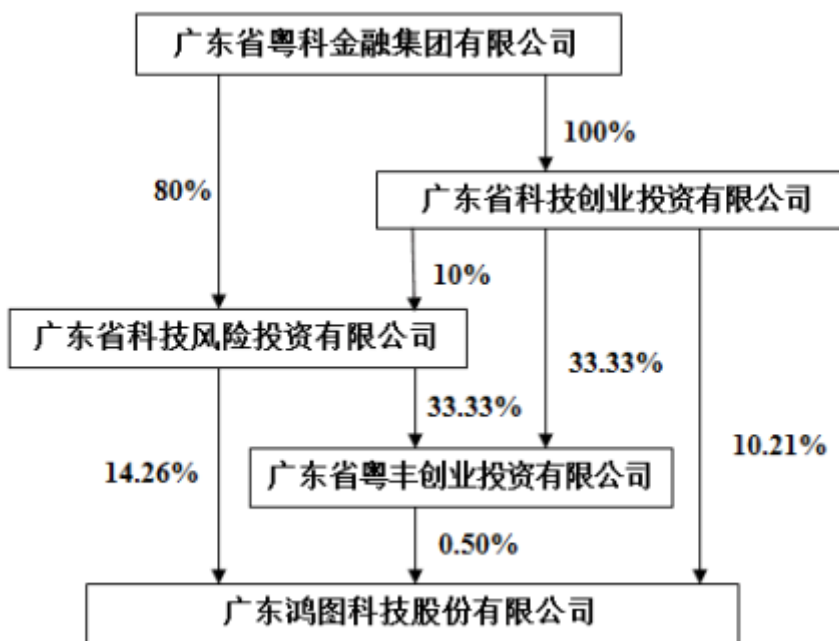 广东省粤科金融集团有限公司
100%
80%
广东省科技创业投资有限公司
10%
广东省科技风险投资有限公司
33.33%
33.33%
10.21%
14.26%
广东省粤丰创业投资有限公司
0.50%
广东鸿图科技股份有限公司